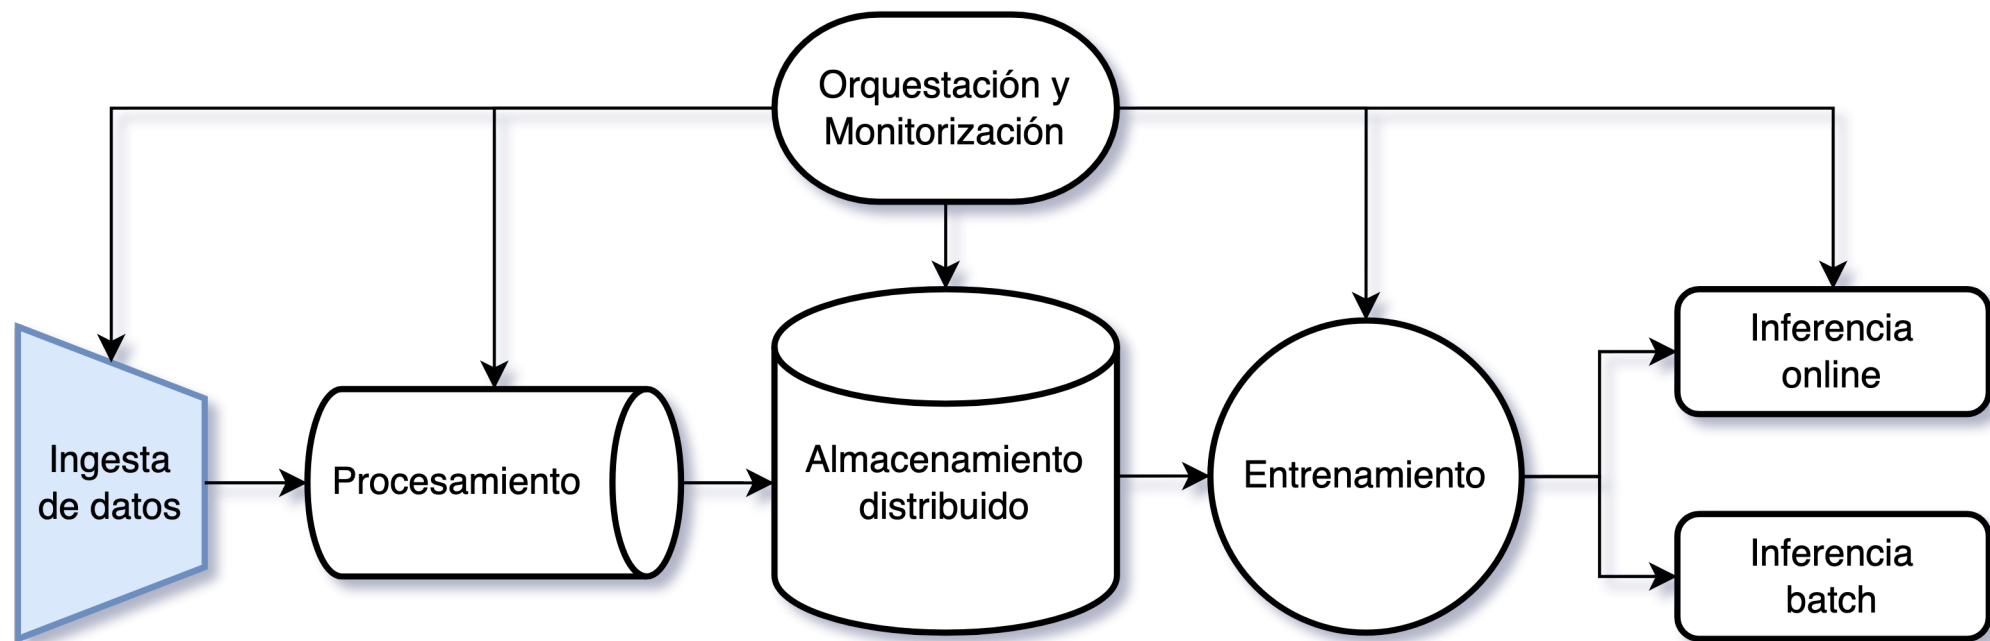 Orquestación y
Monitorización
Ingesta
de datos
Procesamiento
Almacenamiento
distribuido
Entrenamiento
Inferencia
online
Inferencia
batch